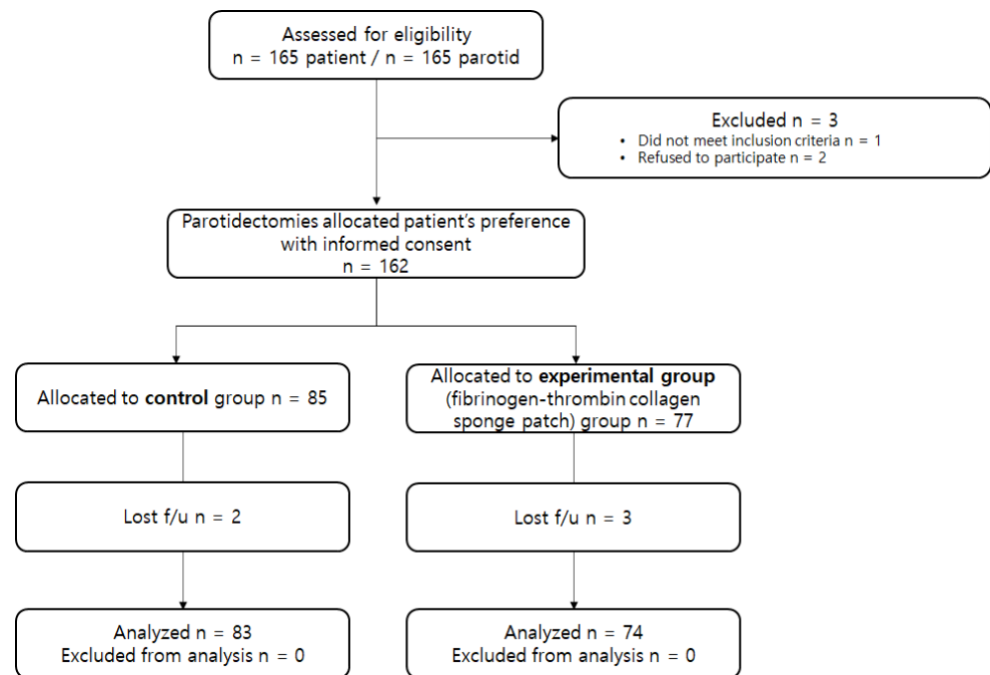 Assessed for eligibility
n = 165 patient / n = 165 parotid
Excluded n = 3
• Did not meet inclusion criteria n = 1
• Refused to participate n = 2
Parotidectomies allocated patient's preference
with informed consent
n = 162
Allocated to control group n = 85
Allocated to experimental group
(fibrinogen-thrombin collagen
sponge patch) group n = 77
Lost f/u n = 2
Lost f/u n = 3
Analyzed n = 83
Excluded from analysis n = 0
Analyzed n = 74
Excluded from analysis n = 0